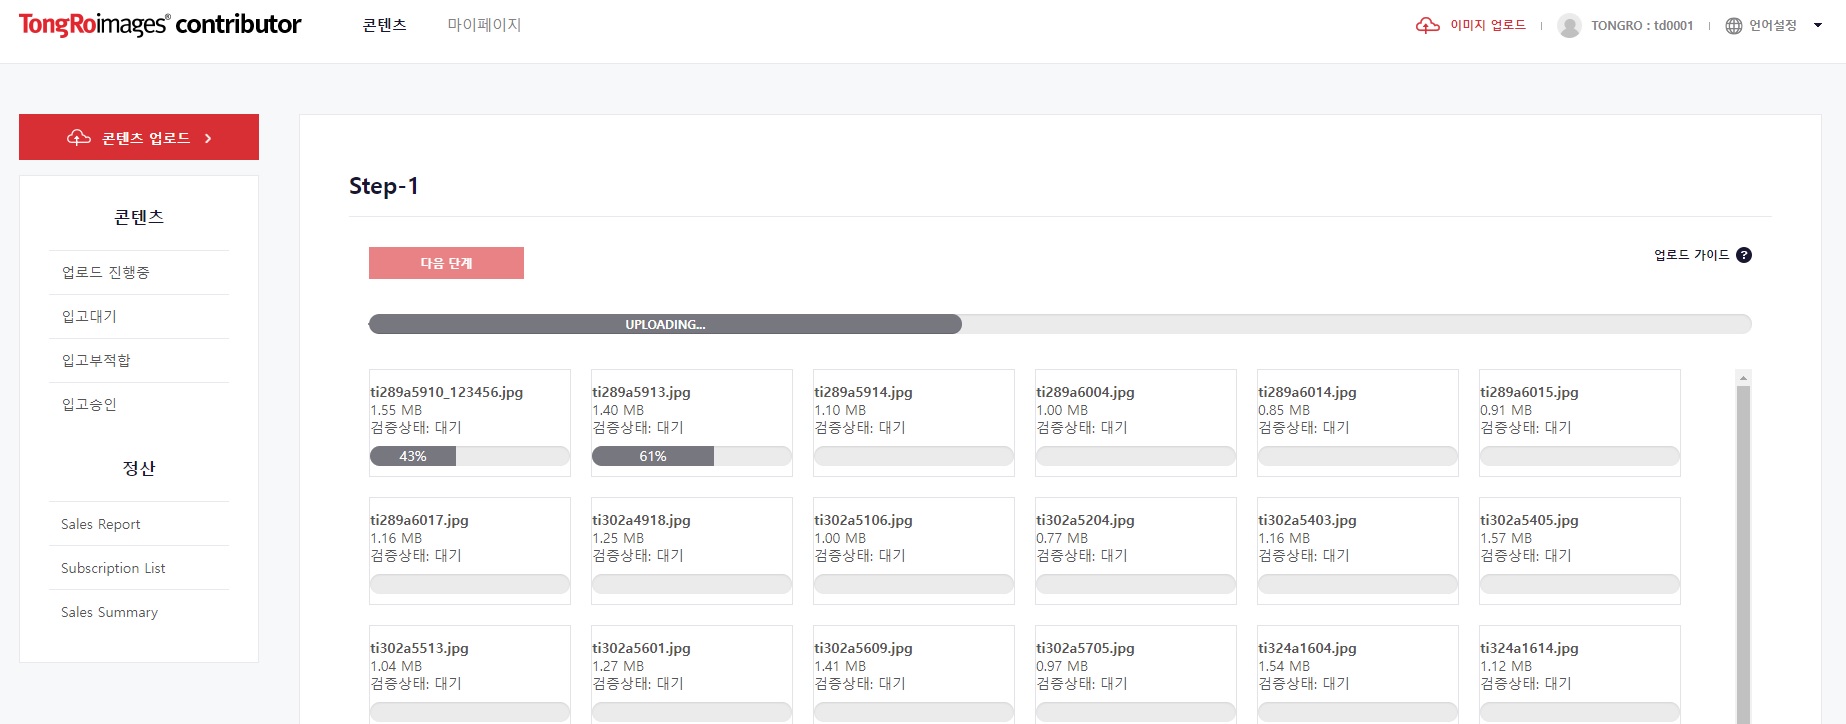 TongRoimages® contributor
콘텐츠
마이페이지
이미지 업로드
TONGRO : td0001
언어설정
콘텐츠 업로드
콘텐츠
업로드 진행중
입고대기
입고부적합
입고승인
정산
Sales Report
Subscription List
Sales Summary
Step-1
다음 단계
업로드 가이드 ?
UPLOADING...
ti289a5910_123456.jpg
1.55 MB
검증상태: 대기
43%
ti289a5913.jpg
1.40 MB
검증상태: 대기
61%
ti289a5914.jpg
1.10 MB
검증상태: 대기
ti289a6004.jpg
1.00 MB
검증상태: 대기
ti289a6014.jpg
0.85 MB
검증상태: 대기
ti289a6015.jpg
0.91 MB
검증상태: 대기
ti289a6017.jpg
1.16 MB
검증상태: 대기
ti302a4918.jpg
1.25 MB
검증상태: 대기
ti302a5106.jpg
1.00 MB
검증상태: 대기
ti302a5204.jpg
0.77 MB
검증상태: 대기
ti302a5403.jpg
1.16 MB
검증상태: 대기
ti302a5405.jpg
1.57 MB
검증상태: 대기
ti302a5513.jpg
1.04 MB
검증상태: 대기
ti302a5601.jpg
1.27 MB
검증상태: 대기
ti302a5609.jpg
1.41 MB
검증상태: 대기
ti302a5705.jpg
0.97 MB
검증상태: 대기
ti324a1604.jpg
1.54 MB
검증상태: 대기
ti324a1614.jpg
1.12 MB
검증상태: 대기